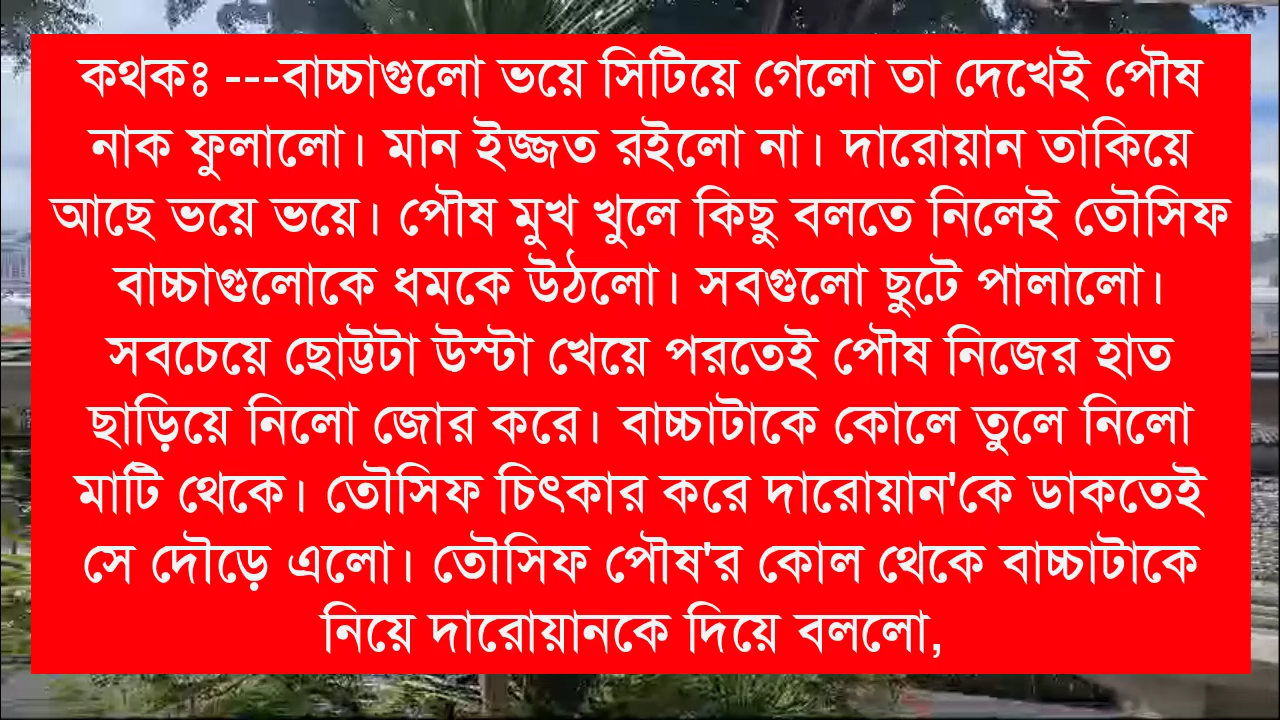 কথকঃ ---বাচ্চাগুলো ভয়ে সিটিয়ে গেলো তা দেখেই পৌষ
নাক ফুলালো। মান ইজ্জত রইলো না। দারোয়ান তাকিয়ে
আছে ভয়ে ভয়ে। পৌষ মুখ খুলে কিছু বলতে নিলেই তৌসিফ
বাচ্চাগুলোকে ধমকে উঠলো। সবগুলো ছুটে পালালো।
সবচেয়ে ছোট্টটা উস্টা খেয়ে পরতেই পৌষ নিজের হাত
ছাড়িয়ে নিলো জোর করে। বাচ্চাটাকে কোলে তুলে নিলো
মাটি থেকে। তৌসিফ চিৎকার করে দারোয়ান'কে ডাকতেই
সে দৌড়ে এলো। তৌসিফ পৌষ'র কোল থেকে বাচ্চাটাকে
নিয়ে দারোয়ানকে দিয়ে বললো,